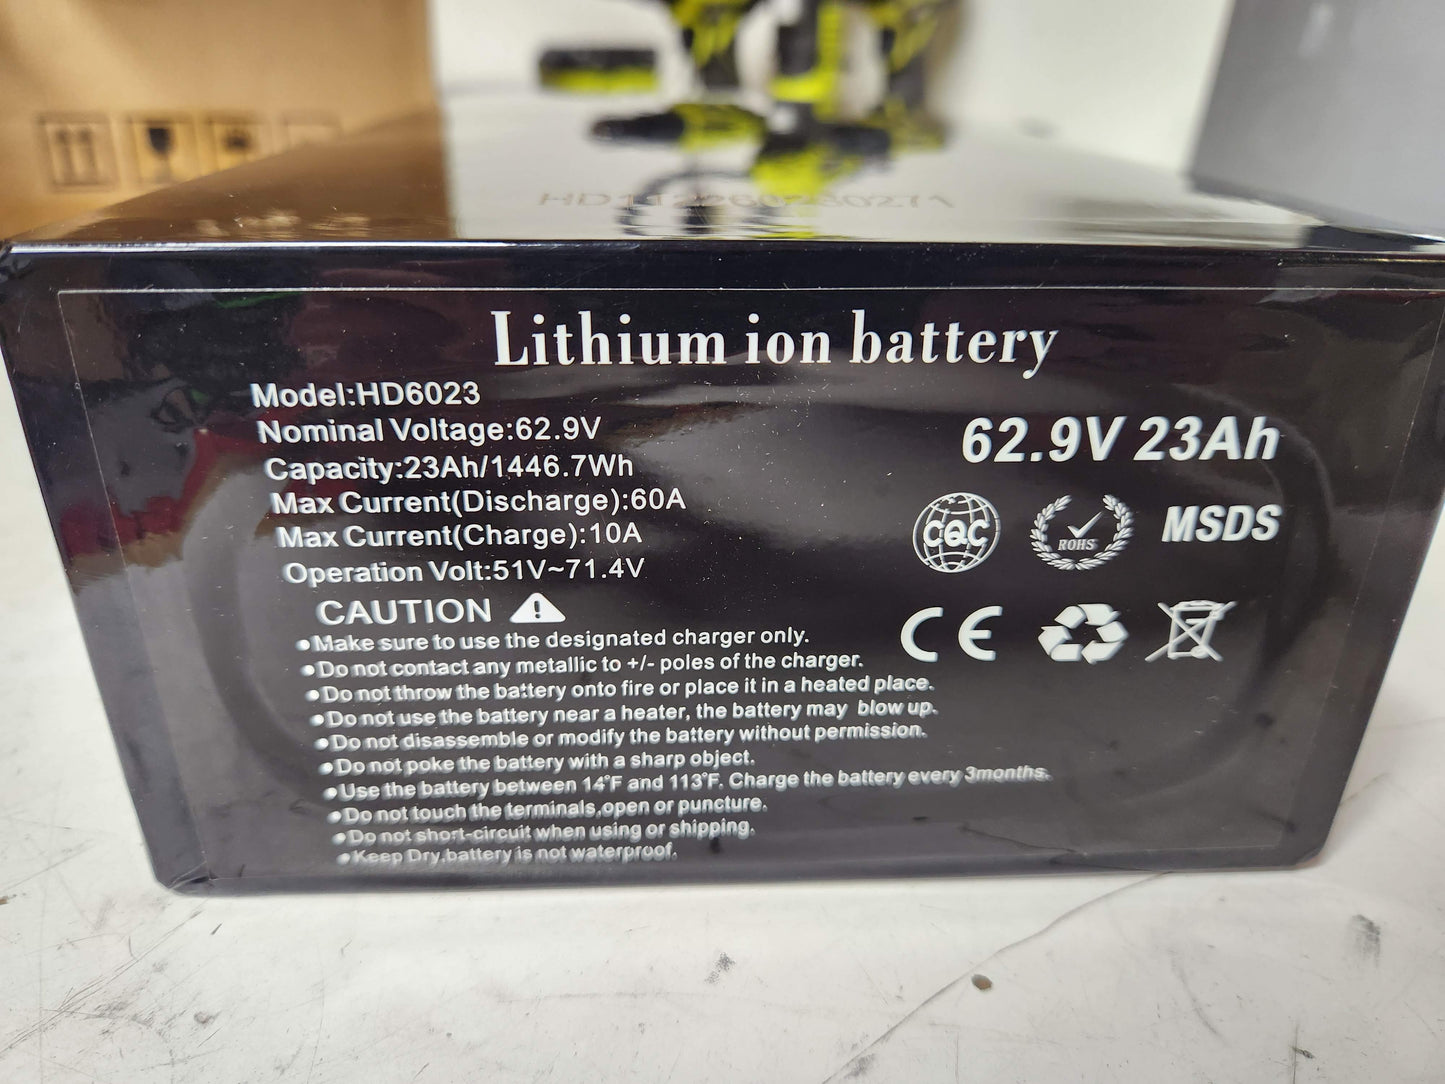 Lithium ion battery
Model:HD6023
Nominal Voltage:62.9V
Capacity:23Ah/1446.7Wh
Max Current(Discharge):60A
Max Current(Charge):10A
Operation Volt:51V~71.4V
62.9V 23Ah
CQC
ROHS
MSDS
CE
CAUTION
•Make sure to use the designated charger only.
•Do not contact any metallic to +/- poles of the charger.
•Do not throw the battery onto fire or place it in a heated place.
•Do not use the battery near a heater, the battery may blow up.
•Do not disassemble or modify the battery without permission.
•Do not poke the battery with a sharp object.
•Use the battery between 14°F and 113°F. Charge the battery every 3months.
•Do not touch the terminals,open or puncture.
•Do not short-circuit when using or shipping.
•Keep Dry,battery is not waterproof.